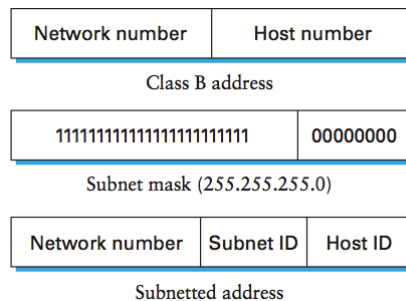 Network number Host number
Class B address
111111111111111111111111 00000000
Subnet mask (255.255.255.0)
Network number Subnet ID Host ID
Subnetted address